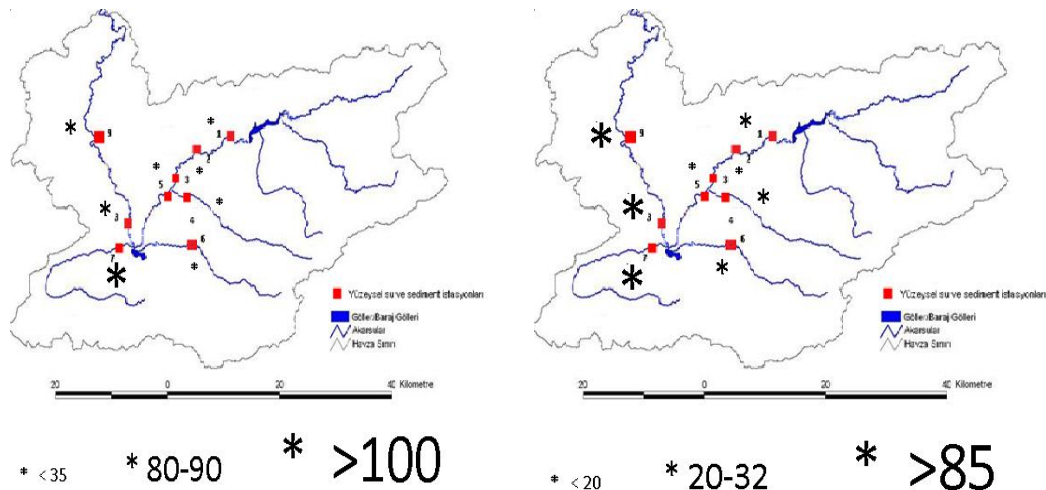 9
1
2
3
5
4
3
6
7
Yüzeysel su ve sediment istasyonları
Göller/Baraj Gölleri
Akarsular
Havza Sınırı
20 0 20 40 Kilometre
* < 35 * 80-90 * >100
9
1
2
3
5
4
3
6
7
Yüzeysel su ve sediment istasyonları
Göller/Baraj Gölleri
Akarsular
Havza Sınırı
20 0 20 40 Kilometre
* < 20 * 20-32 * >85